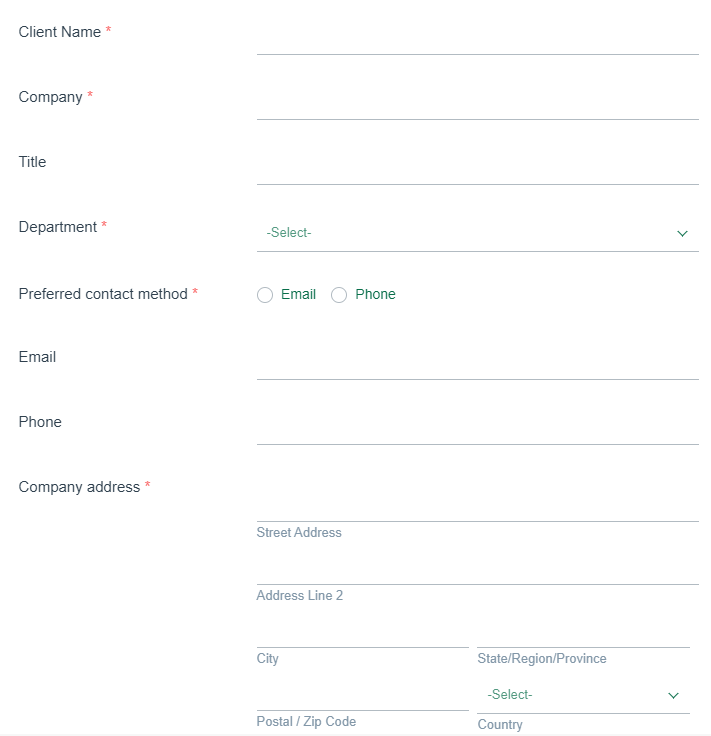 Client Name *
Company *
Title
Department *
-Select-
Preferred contact method *
Email Phone
Email
Phone
Company address *
Street Address
Address Line 2
City State/Region/Province
-Select-
Postal / Zip Code Country